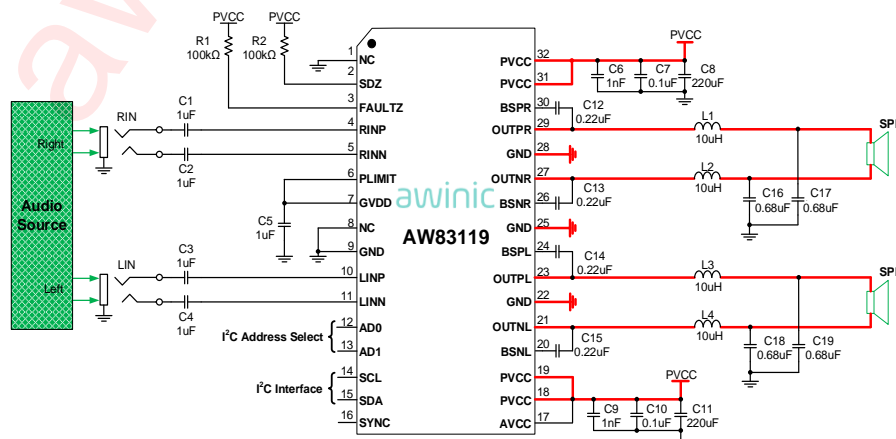 PVCC PVCC
R1 100kΩ
R2 100kΩ
1 NC
2 SDZ
3 FAULTZ
4 RINP
5 RINN
6 PLIMIT
7 GVDD
8 NC
9 GND
10 LINP
11 LINN
12 AD0
13 AD1
14 SCL
15 SDA
16 SYNC
awinic
AW83119
PVCC 32
PVCC 31
BSPR 30
OUTPR 29
GND 28
OUTNR 27
BSNR 26
GND 25
BSPL 24
OUTPL 23
GND 22
OUTNL 21
BSNL 20
PVCC 19
PVCC 18
AVCC 17
Audio
Source
Right
Left
RIN
LIN
C1
1uF
C2
1uF
C5
1uF
C3
1uF
C4
1uF
I²C Address Select
I²C Interface
PVCC
C6
1nF
C7
0.1uF
C8
220uF
C12
0.22uF
C13
0.22uF
L1
10uH
L2
10uH
C16
0.68uF
C17
0.68uF
C14
0.22uF
C15
0.22uF
L3
10uH
L4
10uH
C18
0.68uF
C19
0.68uF
PVCC
C9
1nF
C10
0.1uF
C11
220uF